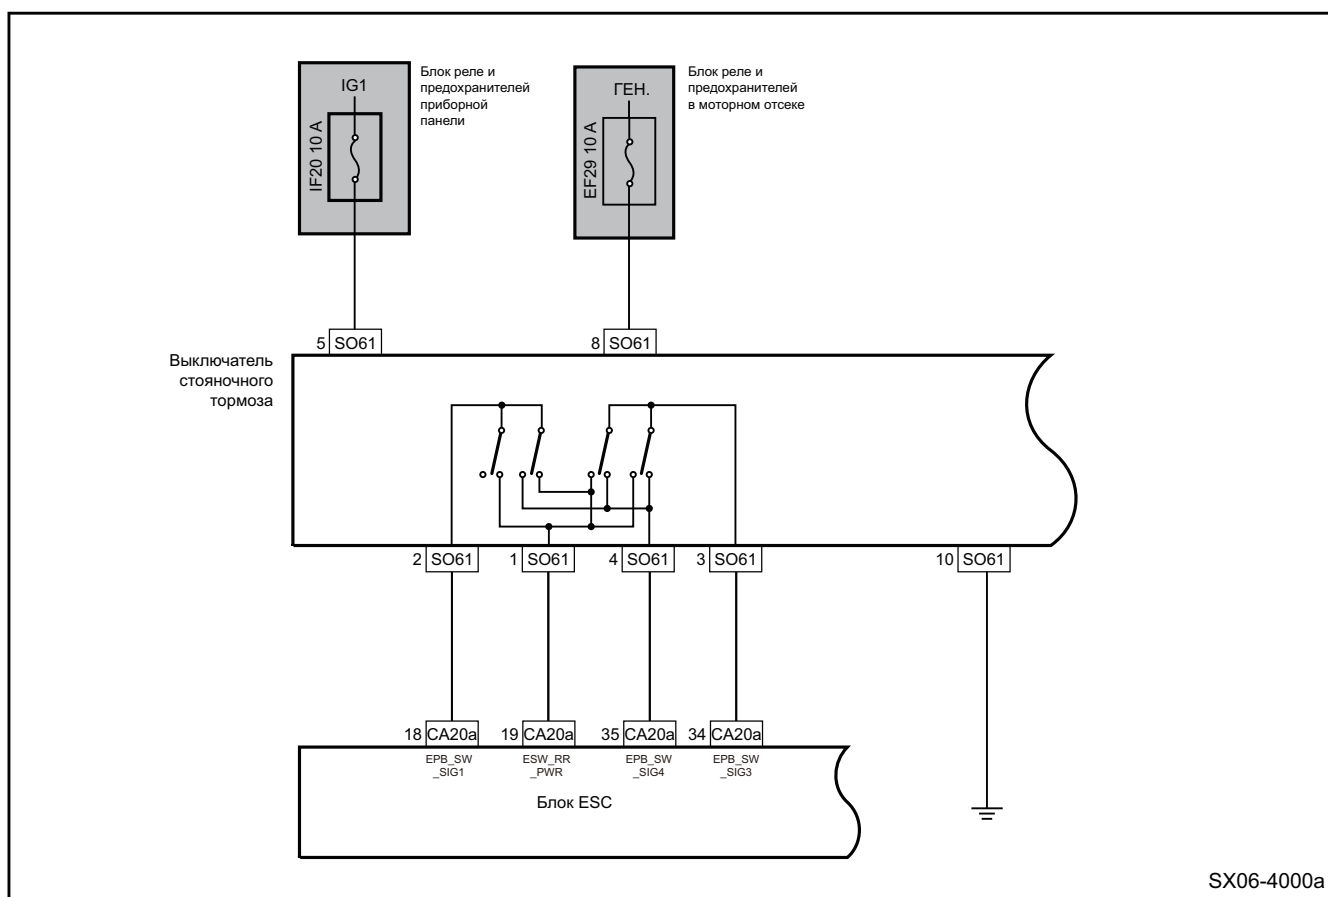 IG1
IF20 10 A
Блок реле и
предохранителей
приборной
панели
ГЕН.
EF29 10 A
Блок реле и
предохранителей
в моторном отсеке
5 SO61
8 SO61
Выключатель
стояночного
тормоза
2 SO61
1 SO61
4 SO61
3 SO61
10 SO61
18 CA20a
19 CA20a
35 CA20a
34 CA20a
EPB_SW
_SIG1
ESW_RR
_PWR
EPB_SW
_SIG4
EPB_SW
_SIG3
Блок ESC
SX06-4000a